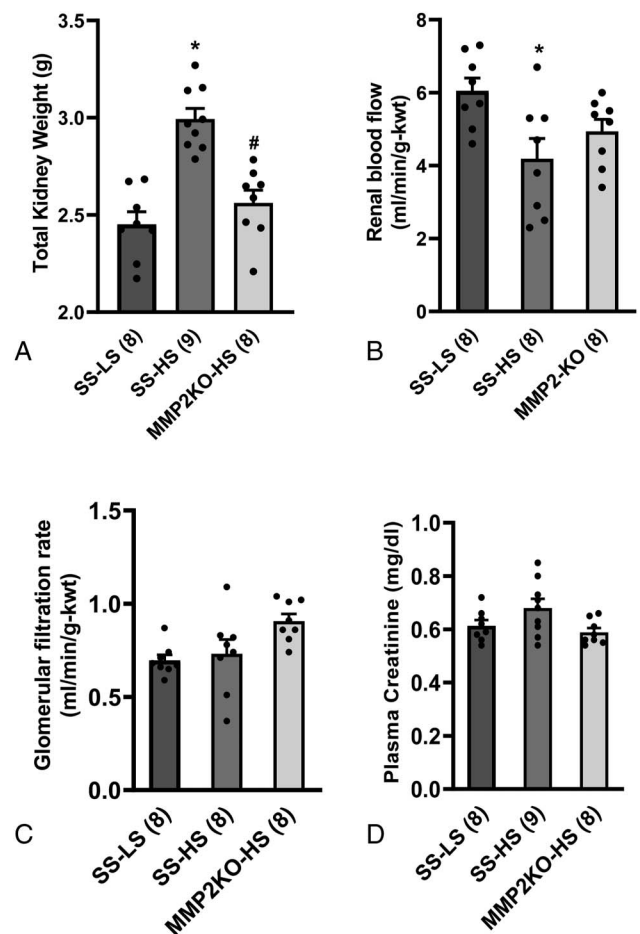 Total Kidney Weight (g)
3.5
3.0
2.5
2.0
*
#
SS-LS (8)
SS-HS (9)
MMP2KO-HS (8)
A
Renal blood flow
(ml/min/g-kwt)
8
6
4
2
0
*
SS-LS (8)
SS-HS (8)
MMP2-KO (8)
B
Glomerular filtration rate
(ml/min/g-kwt)
1.5
1.0
0.5
0.0
SS-LS (8)
SS-HS (8)
MMP2KO-HS (8)
C
Plasma Creatinine (mg/dl)
1.0
0.8
0.6
0.4
0.2
0.0
SS-LS (8)
SS-HS (9)
MMP2KO-HS (8)
D